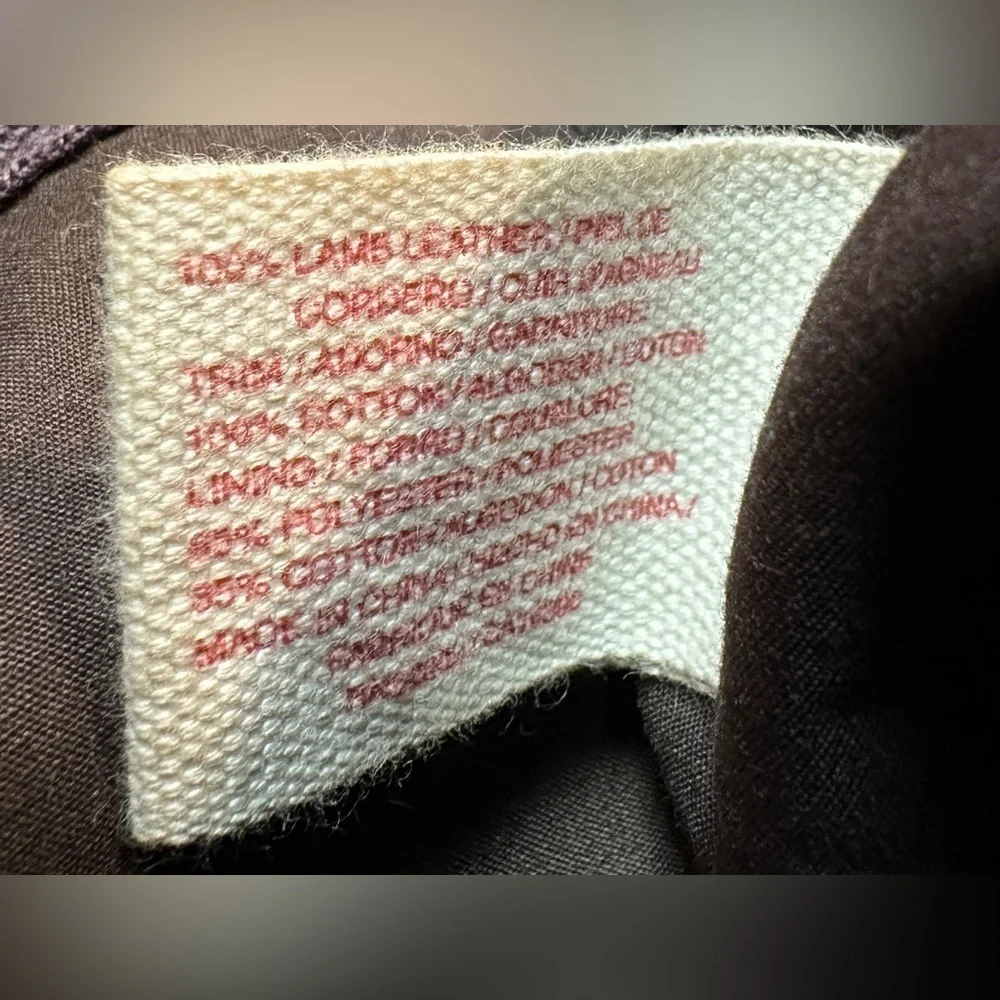 100% LAMB LEATHER / PIEL DE
CORDERO / CUIR D'AGNEAU
TRIM / ADORNO / GARNITURE
100% COTTON / ALGODON / COTON
LINING / FORRO / DOUBLURE
POLYESTER / POLIESTER
COTTON / ALGODON / COTON
MADE IN CHINA / HECHO EN CHINA /
FABRIQUE EN CHINE